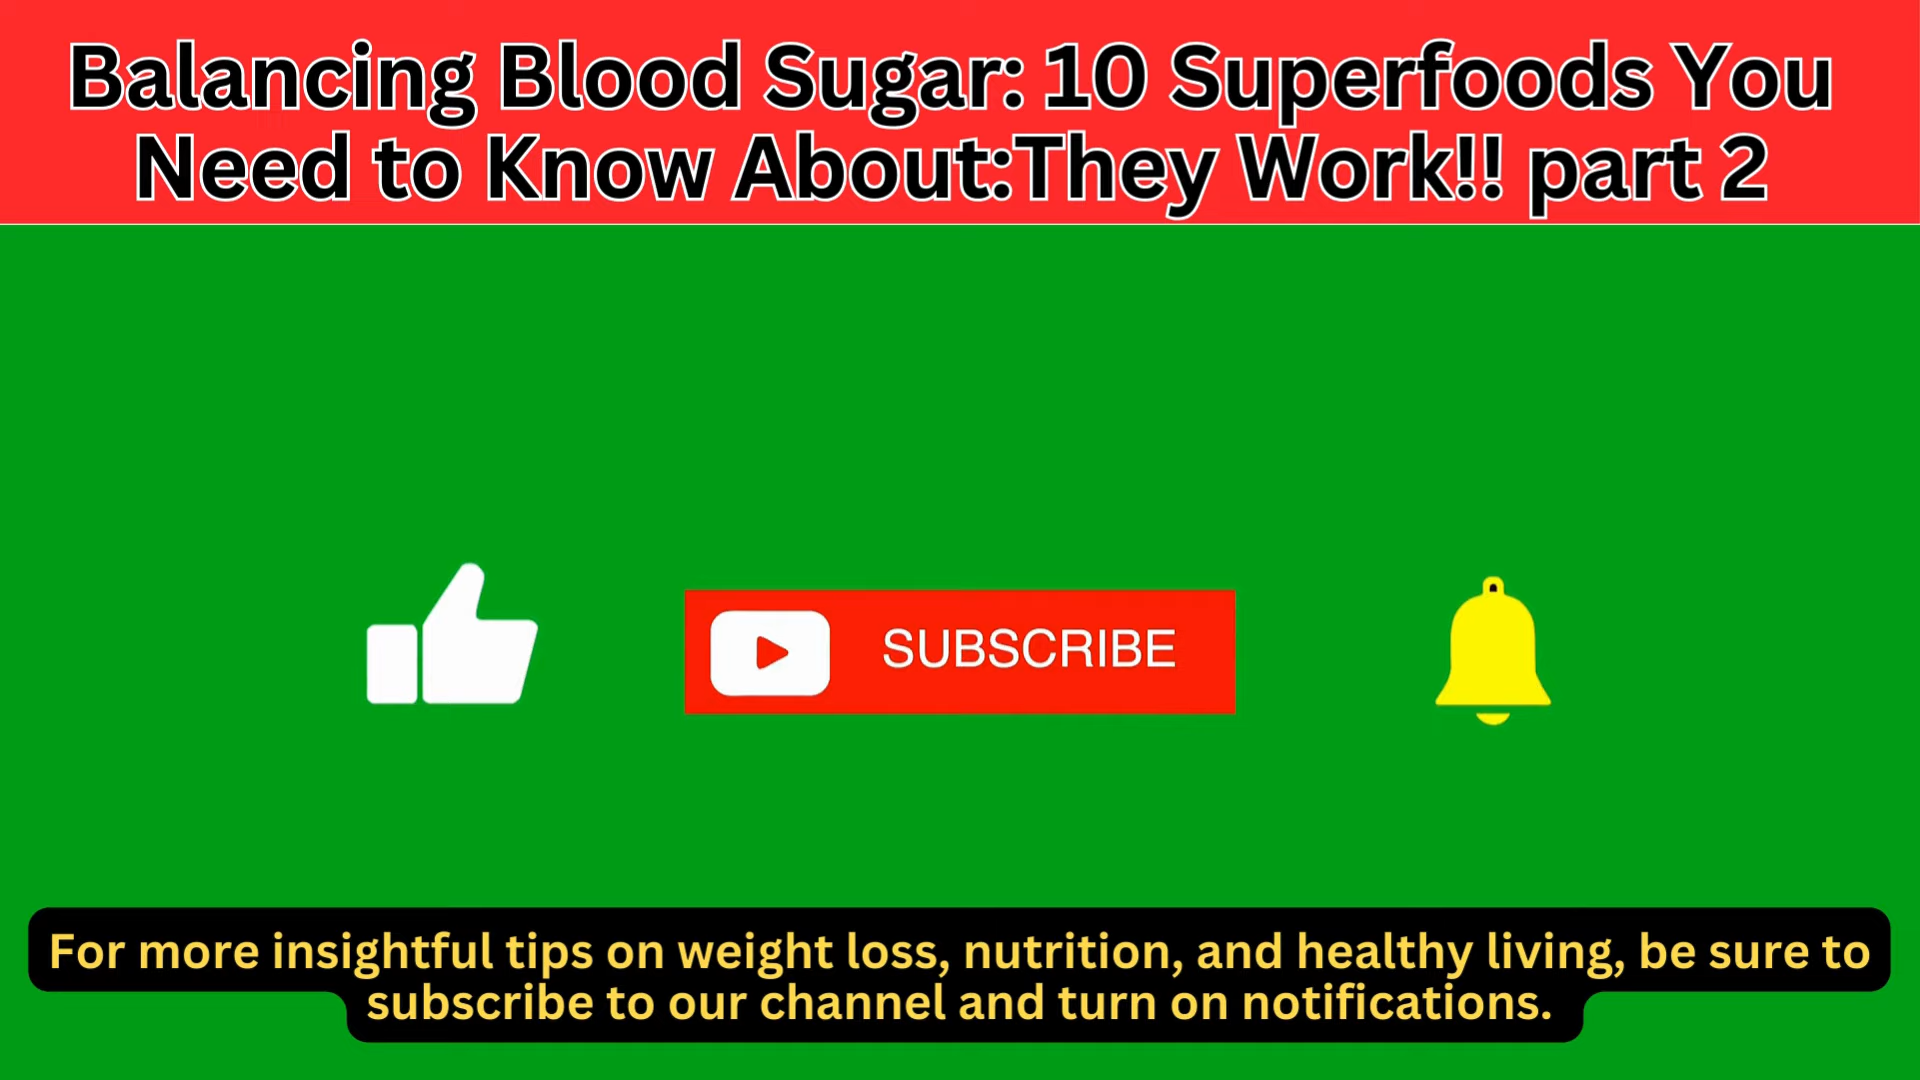 Balancing Blood Sugar: 10 Superfoods You
Need to Know About:They Work!! part 2
SUBSCRIBE
For more insightful tips on weight loss, nutrition, and healthy living, be sure to
subscribe to our channel and turn on notifications.